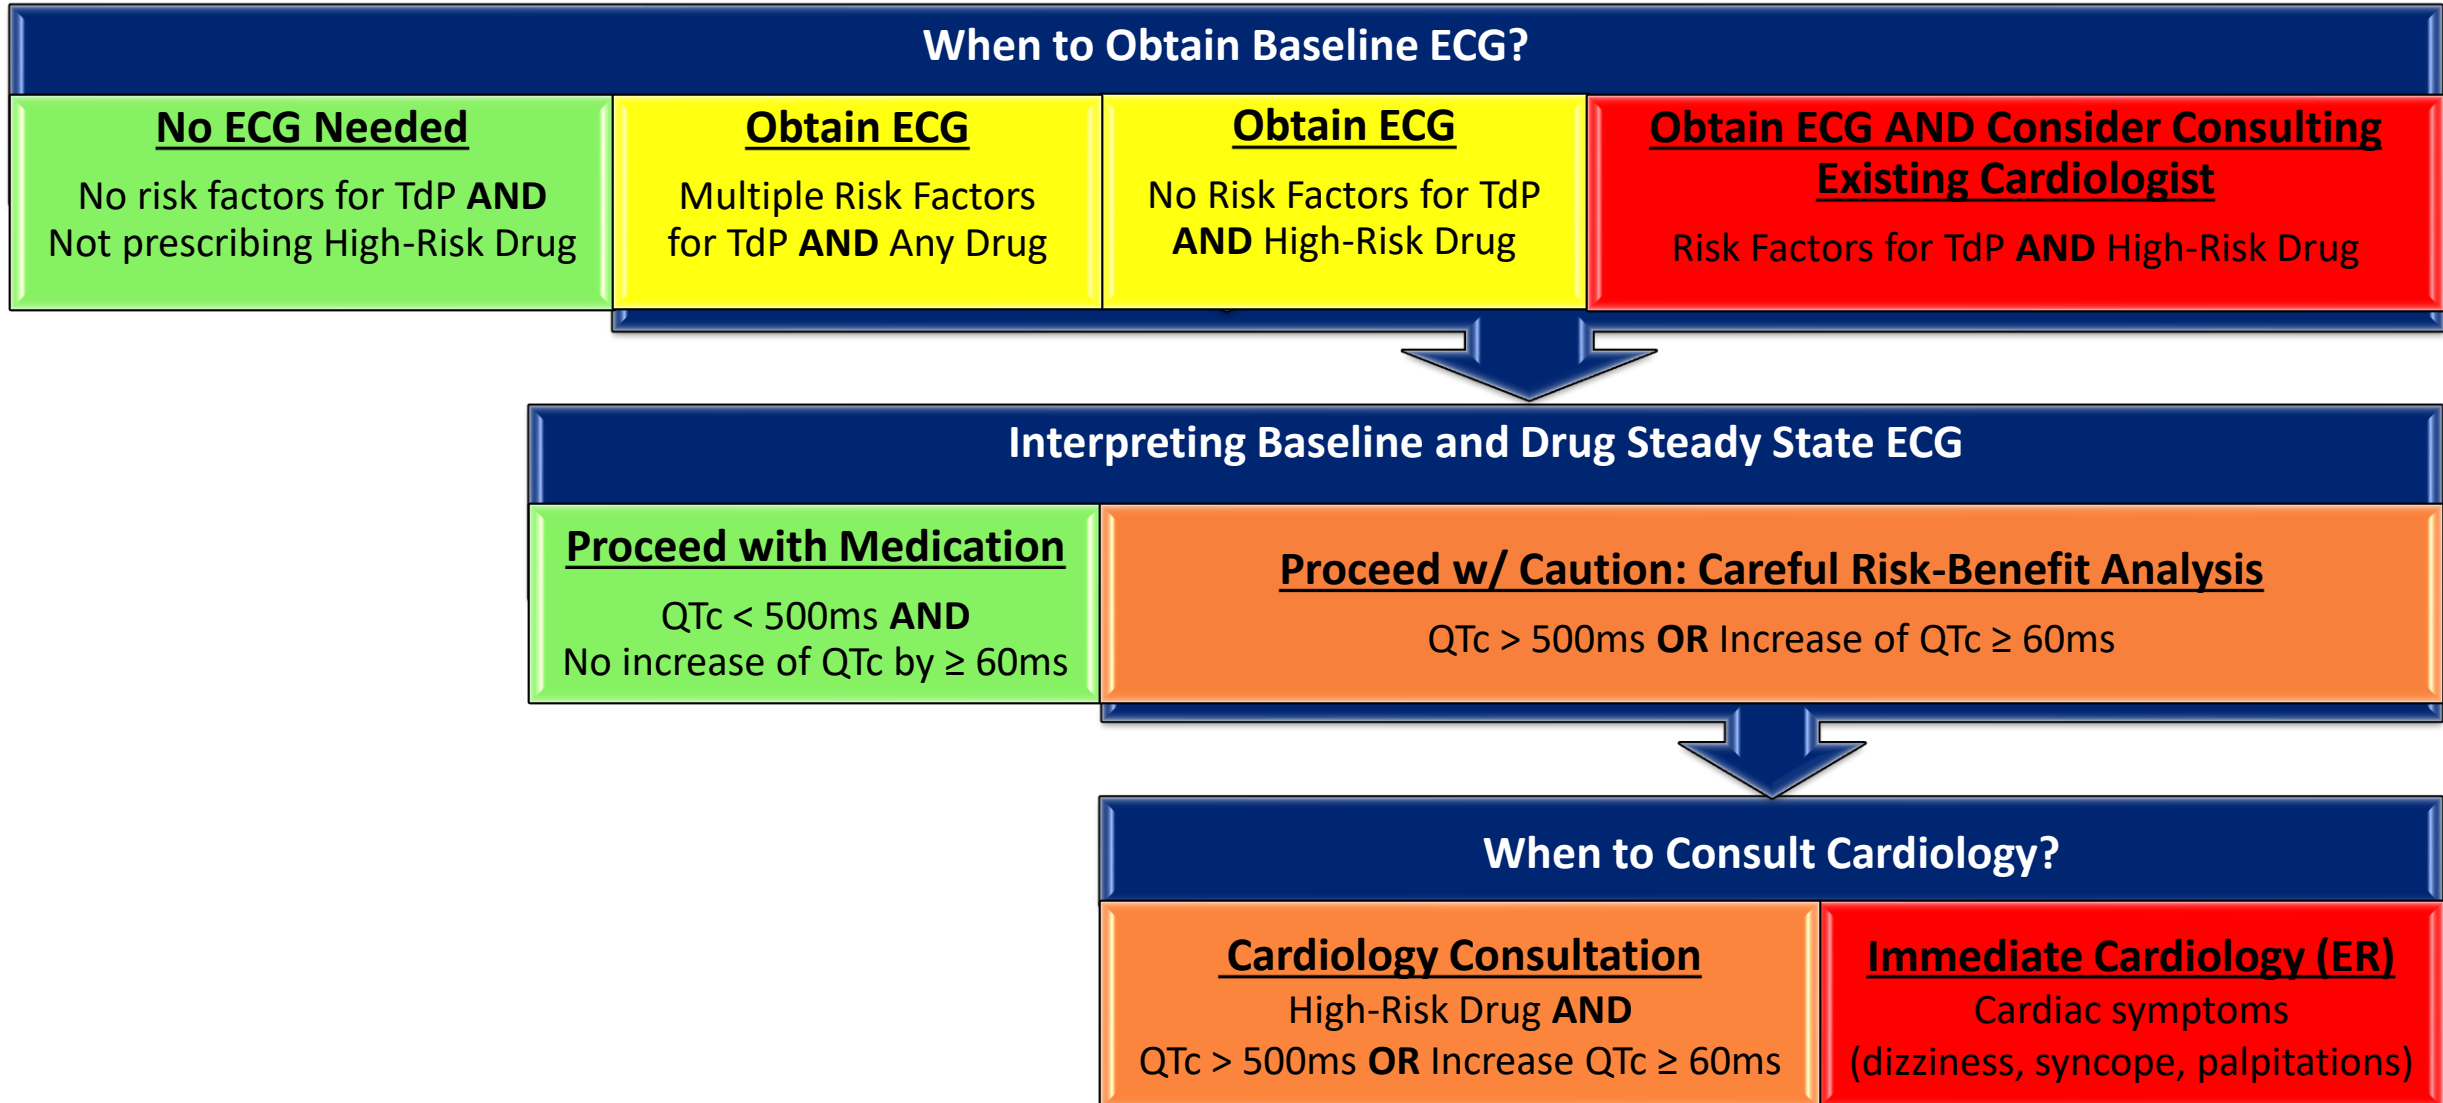 When to Obtain Baseline ECG?
No ECG Needed
No risk factors for TdP AND
Not prescribing High-Risk Drug
Obtain ECG
Multiple Risk Factors
for TdP AND Any Drug
Obtain ECG
No Risk Factors for TdP
AND High-Risk Drug
Obtain ECG AND Consider Consulting
Existing Cardiologist
Risk Factors for TdP AND High-Risk Drug
Interpreting Baseline and Drug Steady State ECG
Proceed with Medication
QTc < 500ms AND
No increase of QTc by ≥ 60ms
Proceed w/ Caution: Careful Risk-Benefit Analysis
QTc > 500ms OR Increase of QTc ≥ 60ms
When to Consult Cardiology?
Cardiology Consultation
High-Risk Drug AND
QTc > 500ms OR Increase QTc ≥ 60ms
Immediate Cardiology (ER)
Cardiac symptoms
(dizziness, syncope, palpitations)